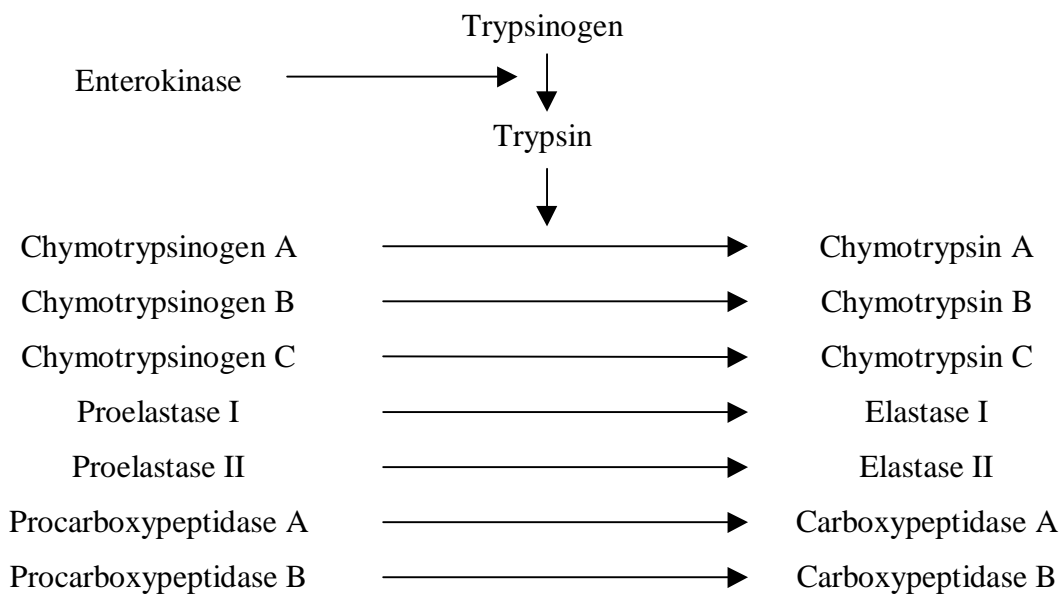 Trypsinogen
Enterokinase
Trypsin
Chymotrypsinogen A Chymotrypsin A
Chymotrypsinogen B Chymotrypsin B
Chymotrypsinogen C Chymotrypsin C
Proelastase I Elastase I
Proelastase II Elastase II
Procarboxypeptidase A Carboxypeptidase A
Procarboxypeptidase B Carboxypeptidase B